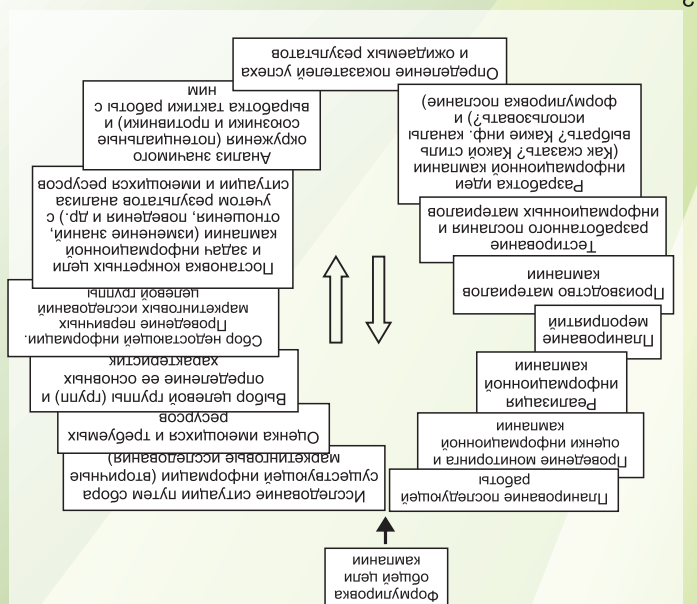 Формулировка
общей цели
кампании
Исследование ситуации путем сбора
существующей информации (вторичные
маркетинговые исследования)
Оценка имеющихся и требуемых
ресурсов
Выбор целевой группы (групп) и
определение ее основных
характеристик
Сбор недостающей информации.
Проведение первичных
маркетинговых исследований
целевой группы
Постановка конкретных цели
и задач информационной
кампании (изменение знаний,
отношения, поведения и др.) с
учетом результатов анализа
ситуации и имеющихся ресурсов
Анализ значимого
окружения (потенциальные
союзники и противники) и
выработка тактики работы с
ним
Определение показателей успеха
и ожидаемых результатов
Разработка идеи
информационной кампании
(Как сказать? Какой стиль
выбрать? Какие инф. каналы
использовать?) и
формулировка послание)
Тестирование
разработанного послания и
информационных материалов
Производство материалов
кампании
Планирование
мероприятий
Реализация
информационной
кампании
Проведение мониторинга и
оценки информационной
кампании
Планирование последующей
работы